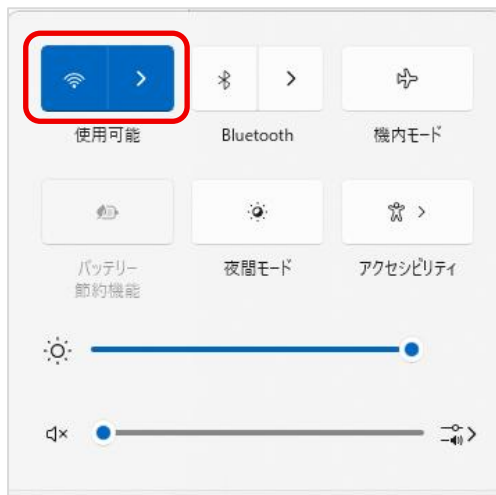 使用可能
Bluetooth
機内モード
バッテリー
節約機能
夜間モード
アクセシビリティ